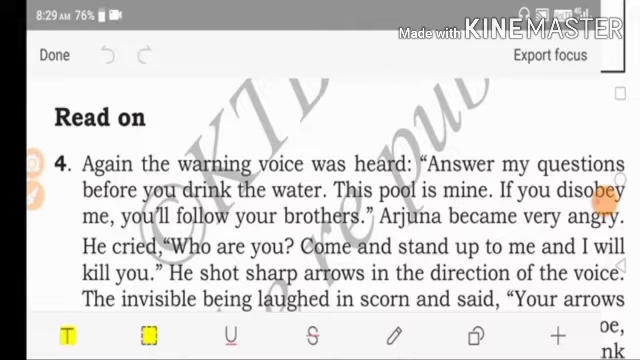 8:29 AM 76%
Made with KINEMASTER
Done
Export focus
Read on
©KTB
re pub
4. Again the warning voice was heard: “Answer my questions
before you drink the water. This pool is mine. If you disobey
me, you’ll follow your brothers.” Arjuna became very angry.
He cried,“Who are you? Come and stand up to me and I will
kill you.” He shot sharp arrows in the direction of the voice.
The invisible being laughed in scorn and said, “Your arrows
T U S